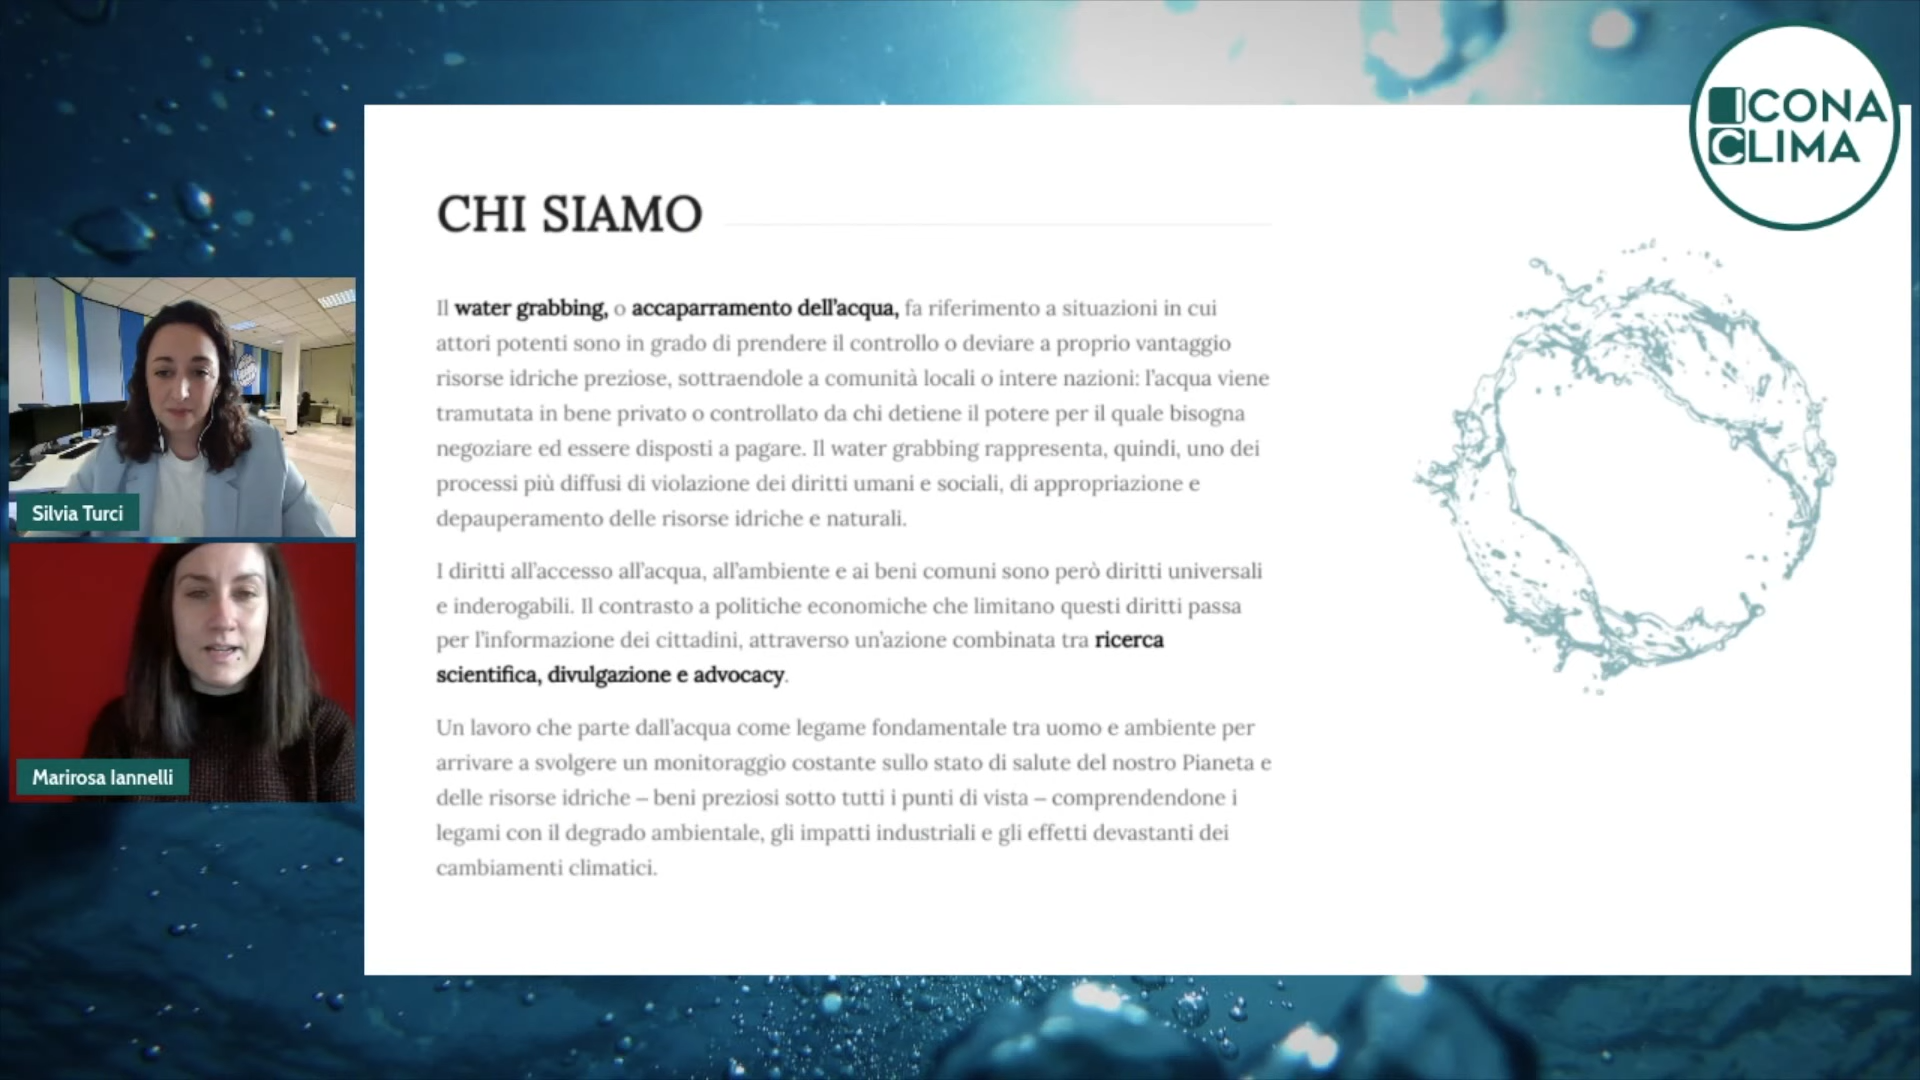 ICONA
CLIMA
CHI SIAMO
Il water grabbing, o accaparramento dell'acqua, fa riferimento a situazioni in cui
attori potenti sono in grado di prendere il controllo o deviare a proprio vantaggio
risorse idriche preziose, sottraendole a comunità locali o intere nazioni: l'acqua viene
tramutata in bene privato o controllato da chi detiene il potere per il quale bisogna
negoziare ed essere disposti a pagare. Il water grabbing rappresenta, quindi, uno dei
processi più diffusi di violazione dei diritti umani e sociali, di appropriazione e
depauperamento delle risorse idriche e naturali.
I diritti all'accesso all'acqua, all'ambiente e ai beni comuni sono però diritti universali
e inderogabili. Il contrasto a politiche economiche che limitano questi diritti passa
per l'informazione dei cittadini, attraverso un'azione combinata tra ricerca
scientifica, divulgazione e advocacy.
Un lavoro che parte dall'acqua come legame fondamentale tra uomo e ambiente per
arrivare a svolgere un monitoraggio costante sullo stato di salute del nostro Pianeta e
delle risorse idriche – beni preziosi sotto tutti i punti di vista – comprendendone i
legami con il degrado ambientale, gli impatti industriali e gli effetti devastanti dei
cambiamenti climatici.
Silvia Turci
Marirosa Iannelli